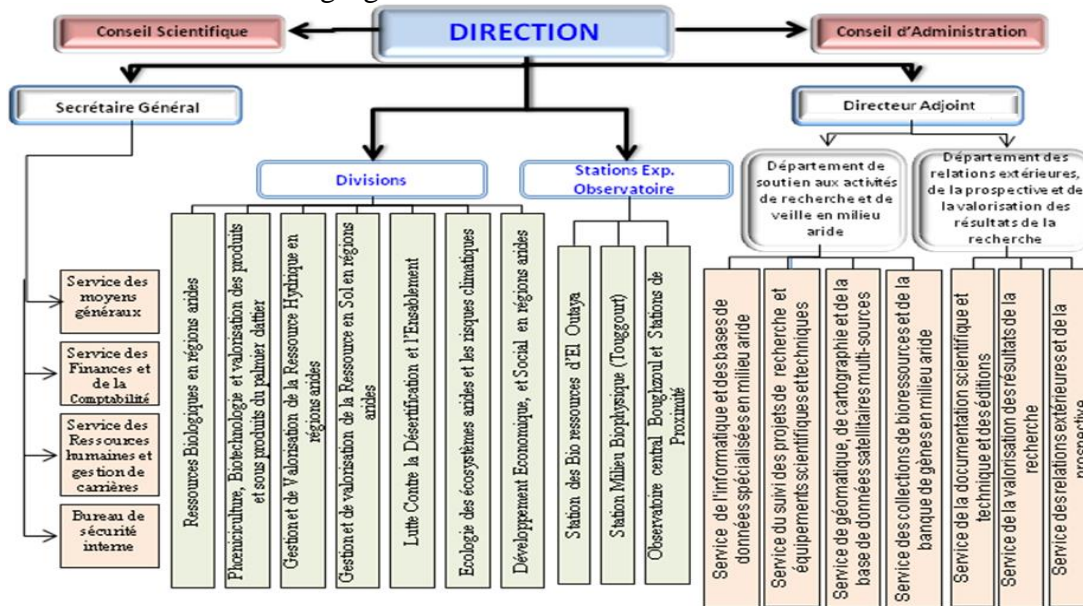 Conseil Scientifique
DIRECTION
Conseil d'Administration
Secrétaire Général
Directeur Adjoint
Divisions
Stations Exp.
Observatoire
Département de
soutien aux activités
de recherche et de
veille en milieu
aride
Département des
relations extérieures,
de la prospective et de
la valorisation des
résultats de la
recherche
Service des
moyens
généraux
Service des
Finances et
de la
Comptabilité
Service des
Ressources
humaines et
gestion de
carrières
Bureau de
sécurité
interne
Ressources Biologiques en régions arides
Phoeniciculture, Biotechnologie et valorisation des produits
et sous produits du palmier dattier
Gestion et de Valorisation de la Ressource Hydrique en
régions arides
Gestion et de valorisation de la Ressource en Sol en régions
arides
Lutte Contre la Désertification et l'Ensablement
Ecologie des écosystèmes arides et les risques climatiques
Développement Economique, et Social en régions arides
Station des Bio ressources d'El Outaya
Station Milieu Biophysique (Touggourt)
Observatoire central Boughzoul et Stations de
Proximité
Service de l'informatique et des bases de
données spécialisées en milieu aride
Service du suivi des projets de recherche et
équipements scientifiques et techniques
Service de géomatique, de cartographie et de la
base de données satellitaires multi-sources
Service des collections de bioressources et de la
banque de gènes en milieu aride
Service de la documentation scientifique et
technique et des éditions
Service de la valorisation des résultats de la
recherche
Service des relations extérieures et de la
prospective